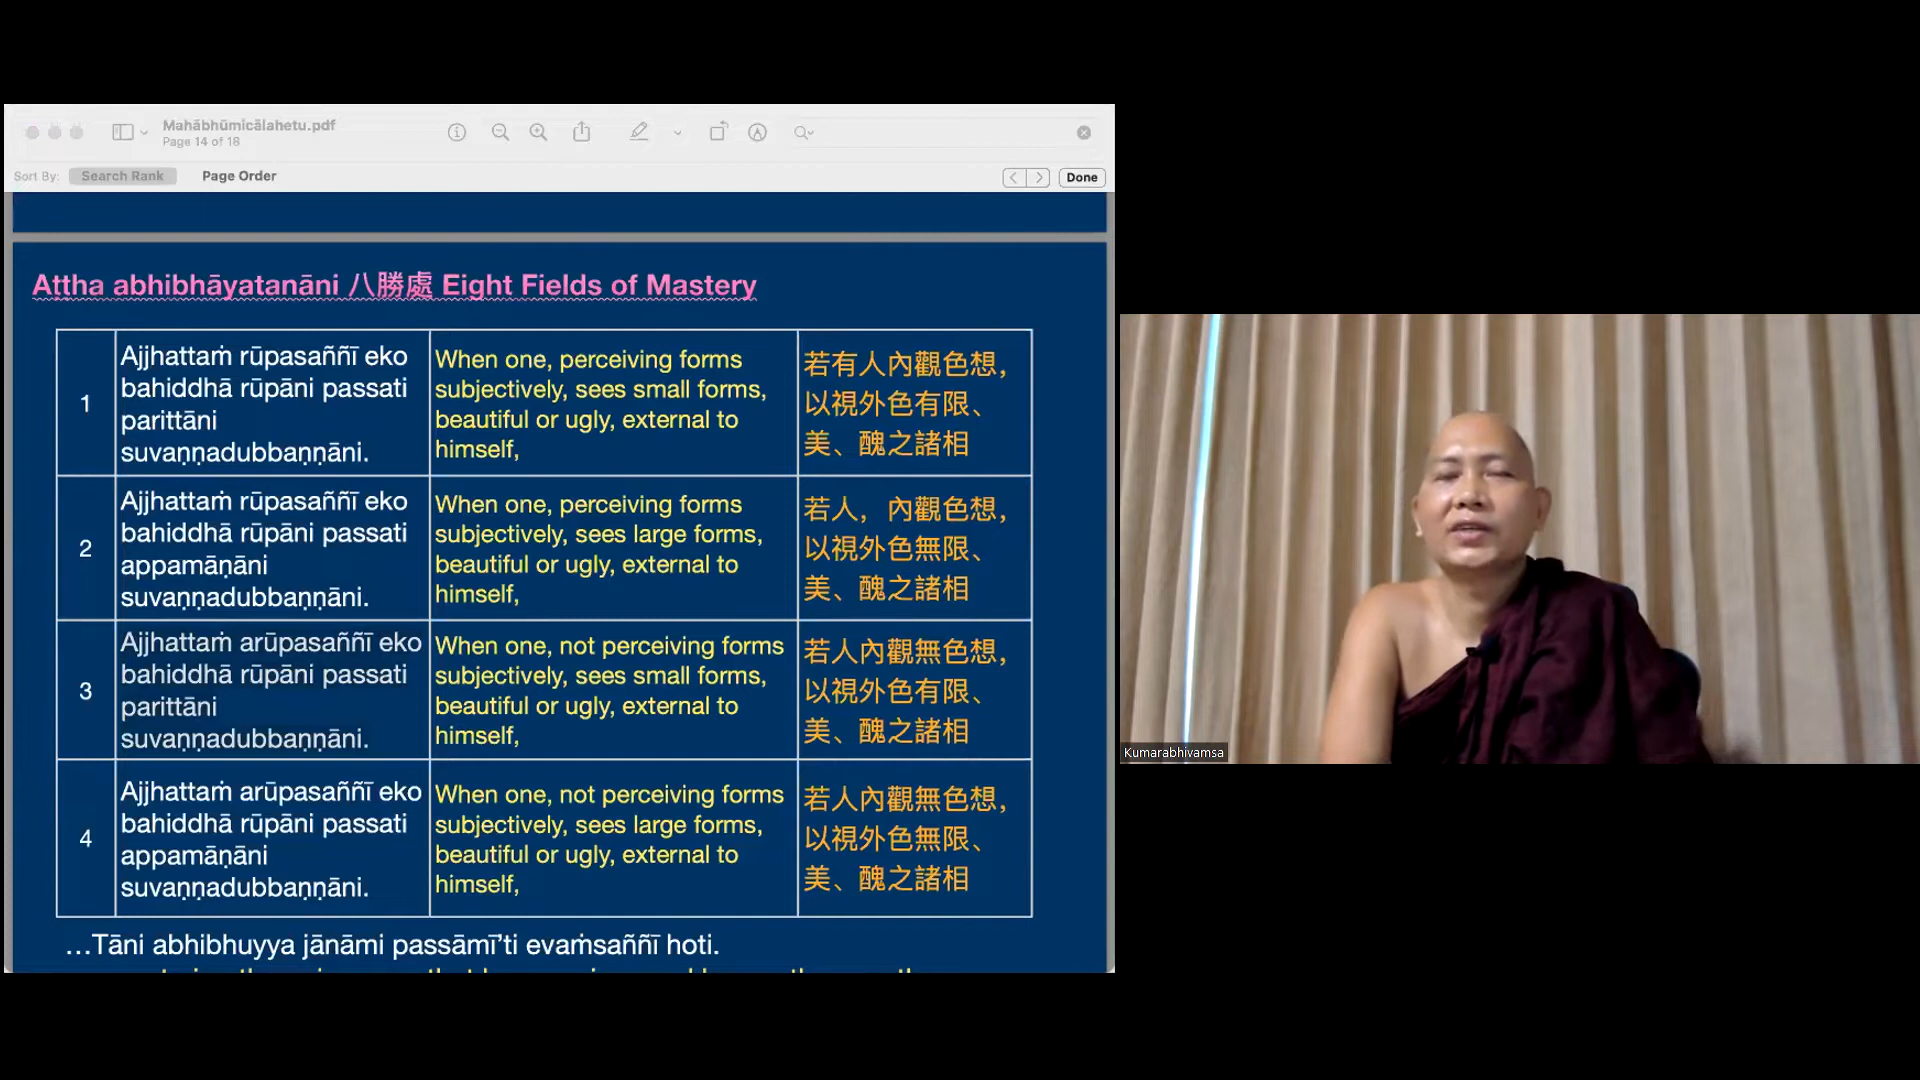 Mahābhūmicālahetu.pdf
Page 14 of 18
Sort By:
Search Rank
Page Order
Done
Aṭṭha abhibhāyatanāni 八勝處 Eight Fields of Mastery
1
Ajjhattaṁ rūpasaññī eko
bahiddhā rūpāni passati
parittāni
suvaṇṇadubbaṇṇāni.
When one, perceiving forms
subjectively, sees small forms,
beautiful or ugly, external to
himself,
若有人內觀色想，
以視外色有限、
美、醜之諸相
2
Ajjhattaṁ rūpasaññī eko
bahiddhā rūpāni passati
appamāṇāni
suvaṇṇadubbaṇṇāni.
When one, perceiving forms
subjectively, sees large forms,
beautiful or ugly, external to
himself,
若人，內觀色想，
以視外色無限、
美、醜之諸相
3
Ajjhattaṁ arūpasaññī eko
bahiddhā rūpāni passati
parittāni
suvaṇṇadubbaṇṇāni.
When one, not perceiving forms
subjectively, sees small forms,
beautiful or ugly, external to
himself,
若人內觀無色想，
以視外色有限、
美、醜之諸相
4
Ajjhattaṁ arūpasaññī eko
bahiddhā rūpāni passati
appamāṇāni
suvaṇṇadubbaṇṇāni.
When one, not perceiving forms
subjectively, sees large forms,
beautiful or ugly, external to
himself,
若人內觀無色想，
以視外色無限、
美、醜之諸相
…Tāni abhibhuyya jānāmi passāmī’ti evaṁsaññī hoti.
Kumarabhivamsa